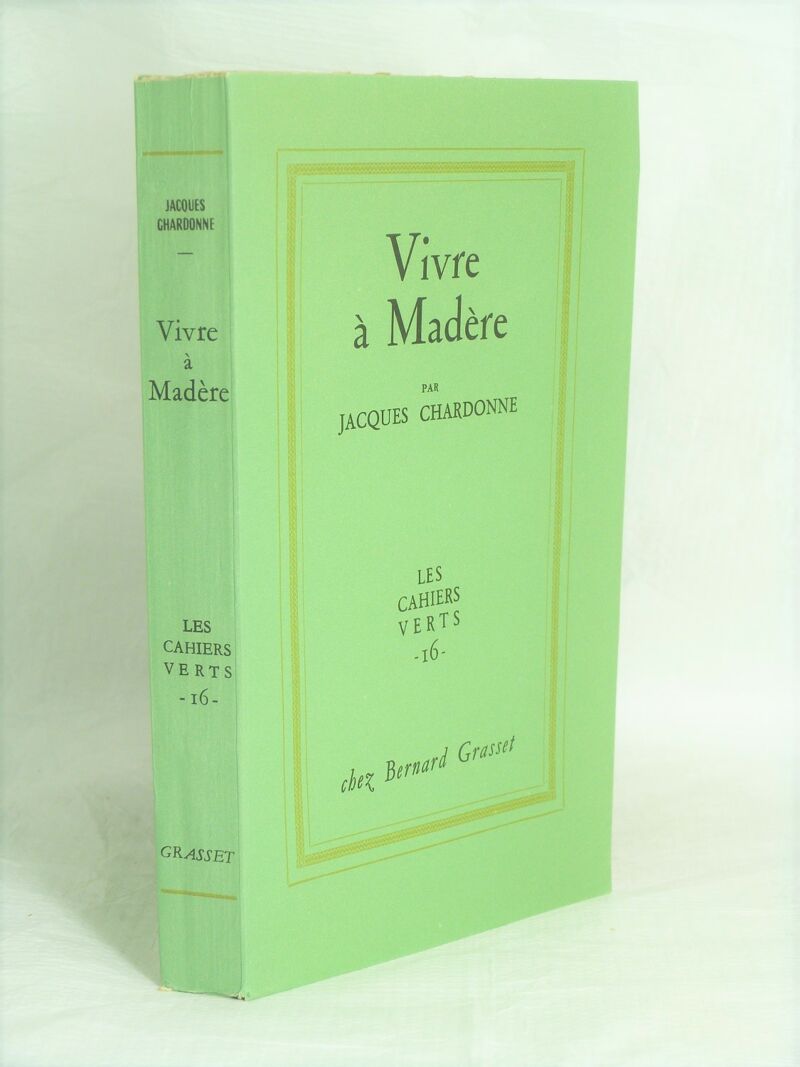 JACQUES
CHARDONNE
—
Vivre
à
Madère
LES
CAHIERS
VERTS
-16-
GRASSET
Vivre
à Madère
PAR
JACQUES CHARDONNE
LES
CAHIERS
VERTS
-16-
chez Bernard Grasset